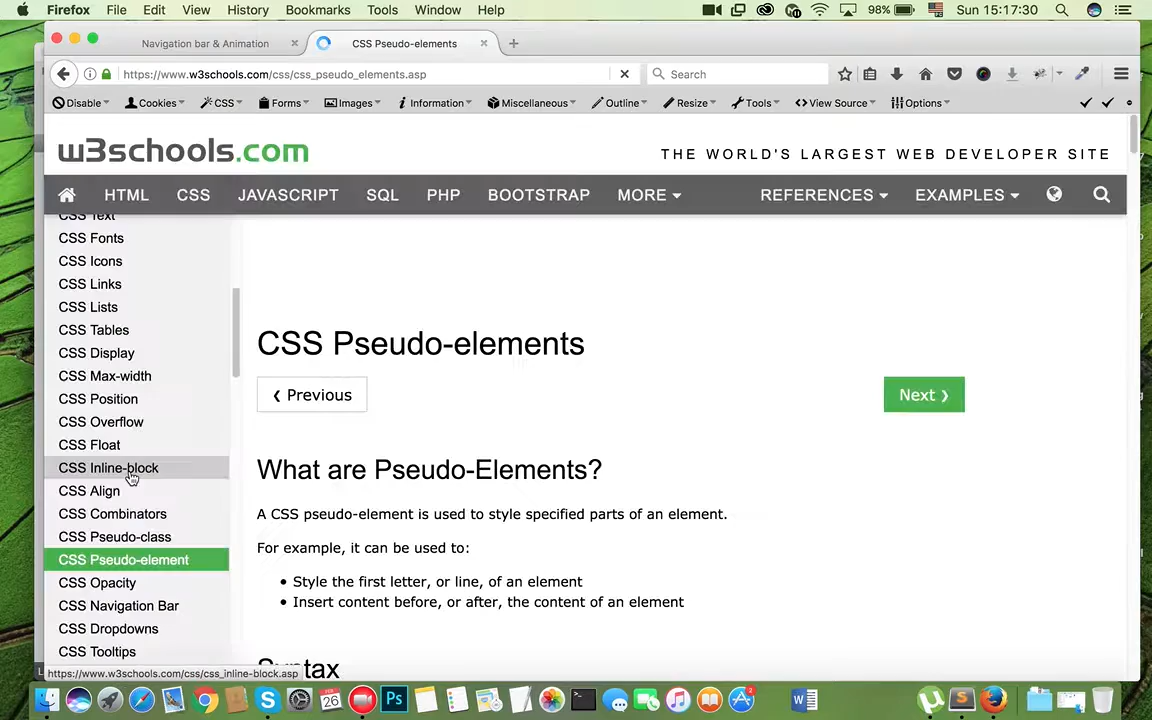 Firefox File Edit View History Bookmarks Tools Window Help 98% Sun 15:17:30
Navigation bar & Animation CSS Pseudo-elements
https://www.w3schools.com/css/css_pseudo_elements.asp Search
Disable Cookies CSS Forms Images Information Miscellaneous Outline Resize Tools View Source Options
w3schools.com THE WORLD'S LARGEST WEB DEVELOPER SITE
HTML CSS JAVASCRIPT SQL PHP BOOTSTRAP MORE REFERENCES EXAMPLES
CSS Text
CSS Fonts
CSS Icons
CSS Links
CSS Lists
CSS Tables
CSS Display
CSS Max-width
CSS Position
CSS Overflow
CSS Float
CSS Inline-block
CSS Align
CSS Combinators
CSS Pseudo-class
CSS Pseudo-element
CSS Opacity
CSS Navigation Bar
CSS Dropdowns
CSS Tooltips
CSS Pseudo-elements
❮ Previous
Next ❯
What are Pseudo-Elements?
A CSS pseudo-element is used to style specified parts of an element.
For example, it can be used to:
• Style the first letter, or line, of an element
• Insert content before, or after, the content of an element
Syntax
https://www.w3schools.com/css/css_inline-block.asp
FEB
26
Ps
2